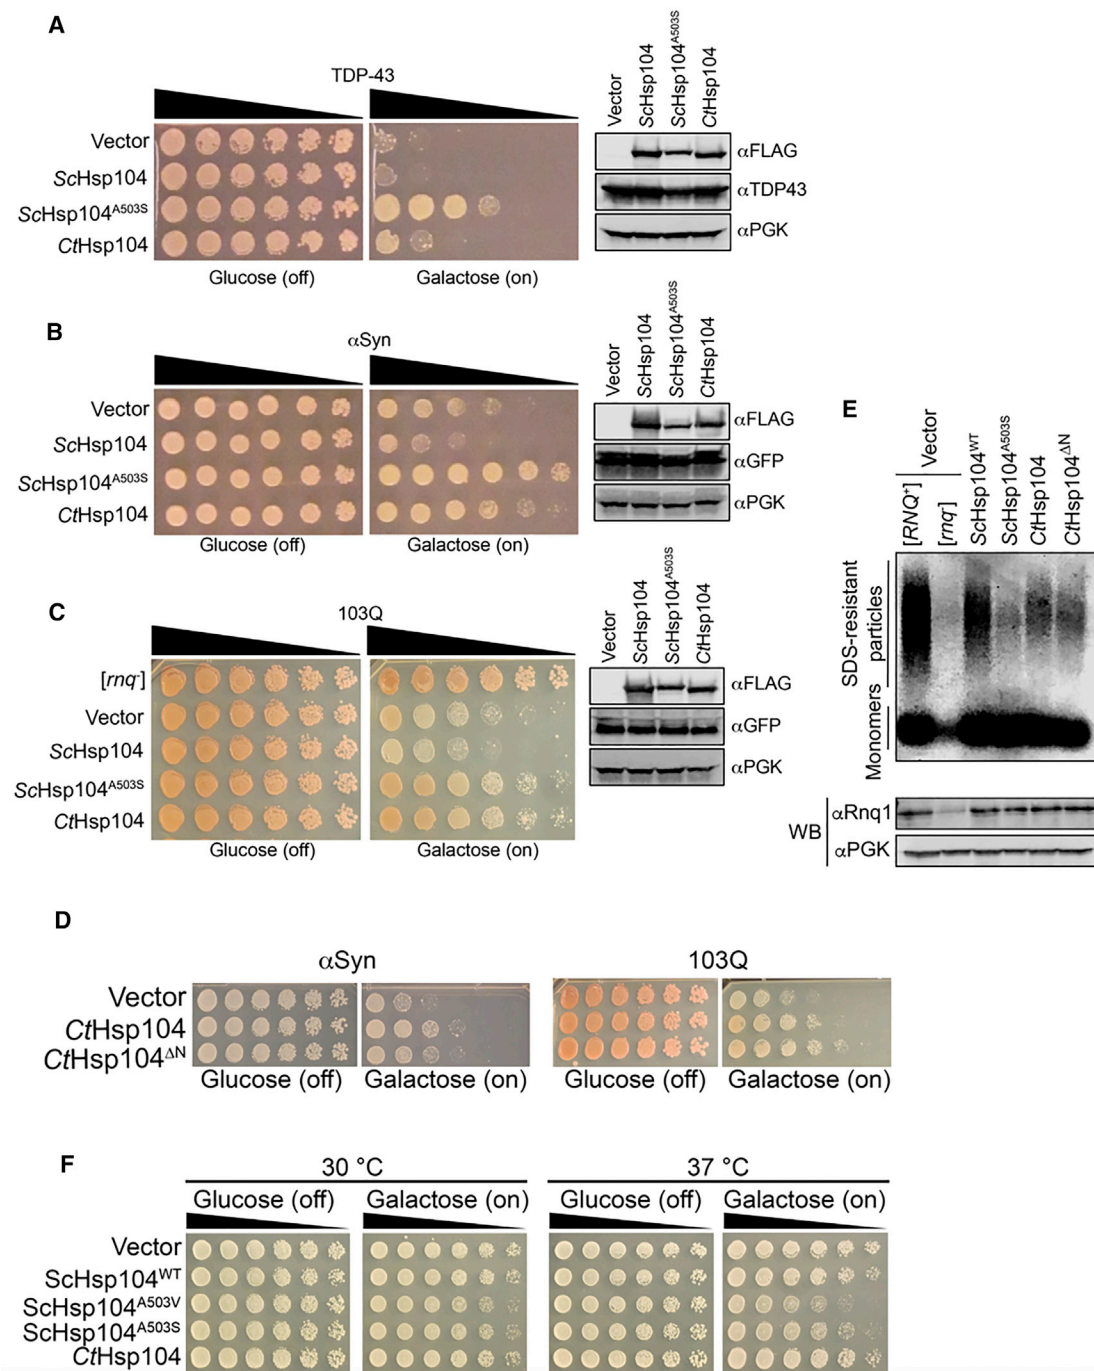 A
TDP-43
Vector
ScHsp104
ScHsp104A503S
CtHsp104
Glucose (off)
Galactose (on)
Vector
ScHsp104
ScHsp104A503S
CtHsp104
αFLAG
αTDP43
αPGK
B
αSyn
Vector
ScHsp104
ScHsp104A503S
CtHsp104
Glucose (off)
Galactose (on)
Vector
ScHsp104
ScHsp104A503S
CtHsp104
αFLAG
αGFP
αPGK
C
103Q
[rnq-]
Vector
ScHsp104
ScHsp104A503S
CtHsp104
Glucose (off)
Galactose (on)
Vector
ScHsp104
ScHsp104A503S
CtHsp104
αFLAG
αGFP
αPGK
E
Vector
[RNQ+]
[rnq-]
ScHsp104WT
ScHsp104A503S
CtHsp104
CtHsp104ΔN
SDS-resistant
particles
Monomers
WB
αRnq1
αPGK
D
αSyn
103Q
Vector
CtHsp104
CtHsp104ΔN
Glucose (off)
Galactose (on)
Glucose (off)
Galactose (on)
F
30 °C
37 °C
Glucose (off)
Galactose (on)
Glucose (off)
Galactose (on)
Vector
ScHsp104WT
ScHsp104A503V
ScHsp104A503S
CtHsp104